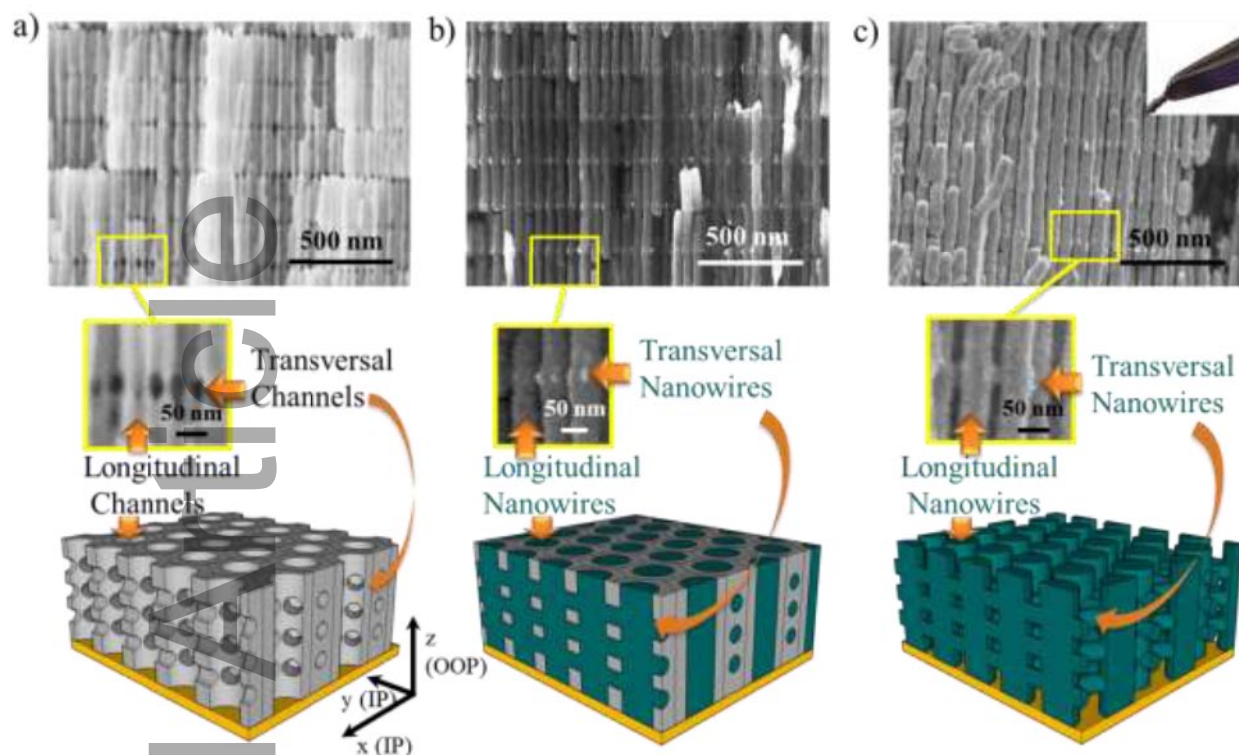 a)
b)
c)
500 nm
500 nm
500 nm
Transversal
Channels
50 nm
Longitudinal
Channels
Transversal
Nanowires
50 nm
Longitudinal
Nanowires
Transversal
Nanowires
50 nm
Longitudinal
Nanowires
z
(OOP)
y (IP)
x (IP)